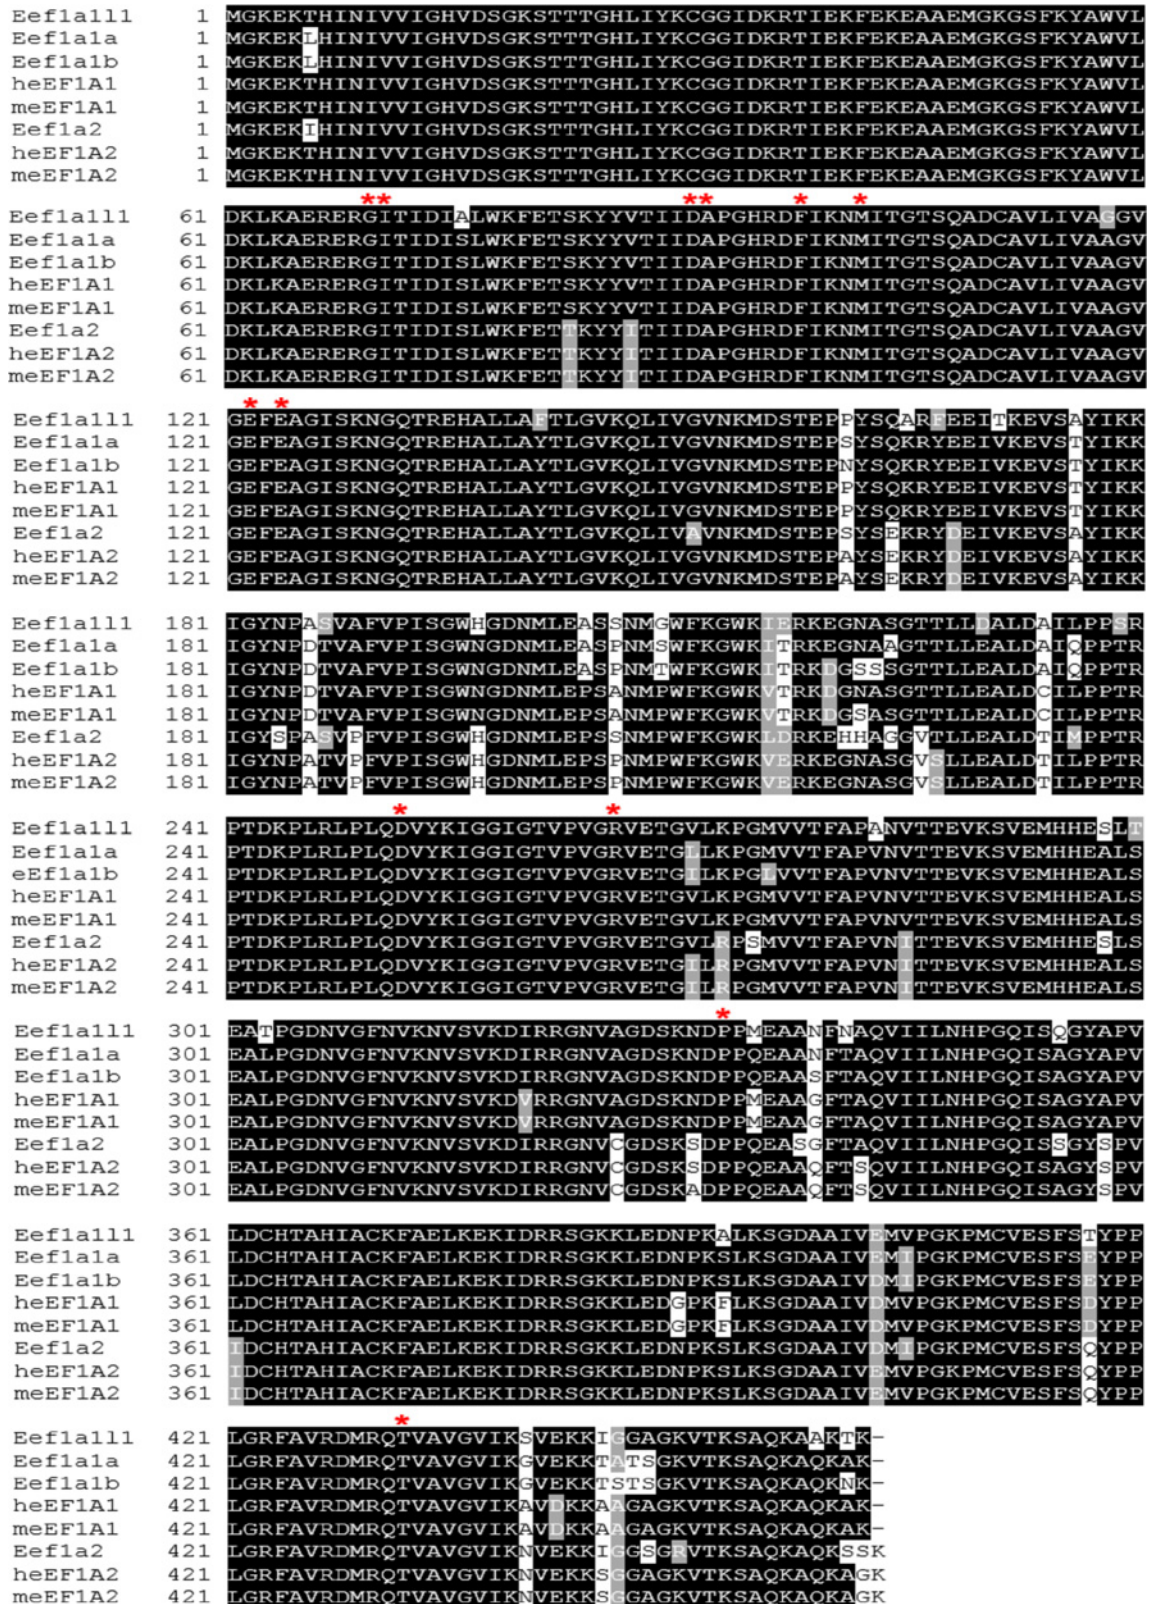 Eef1a1l1 1 MGKEKTHINIVVIGHVDSGKSTTTGHLIYKCGGIDKRTIEKFEKEAAEMGKGSFKYAWVL
Eef1a1a 1 MGKEKLHINIVVIGHVDSGKSTTTGHLIYKCGGIDKRTIEKFEKEAAEMGKGSFKYAWVL
Eef1a1b 1 MGKEKLHINIVVIGHVDSGKSTTTGHLIYKCGGIDKRTIEKFEKEAAEMGKGSFKYAWVL
heEF1A1 1 MGKEKTHINIVVIGHVDSGKSTTTGHLIYKCGGIDKRTIEKFEKEAAEMGKGSFKYAWVL
meEF1A1 1 MGKEKTHINIVVIGHVDSGKSTTTGHLIYKCGGIDKRTIEKFEKEAAEMGKGSFKYAWVL
Eef1a2 1 MGKEKIHINIVVIGHVDSGKSTTTGHLIYKCGGIDKRTIEKFEKEAAEMGKGSFKYAWVL
heEF1A2 1 MGKEKTHINIVVIGHVDSGKSTTTGHLIYKCGGIDKRTIEKFEKEAAEMGKGSFKYAWVL
meEF1A2 1 MGKEKTHINIVVIGHVDSGKSTTTGHLIYKCGGIDKRTIEKFEKEAAEMGKGSFKYAWVL
** ** * *
Eef1a1l1 61 DKLKAERERGITIDIALWKFETSKYYVTIIDAPGHRDFIKNMITGTSQADCAVLIVAGGV
Eef1a1a 61 DKLKAERERGITIDISLWKFETSKYYVTIIDAPGHRDFIKNMITGTSQADCAVLIVAAGV
Eef1a1b 61 DKLKAERERGITIDISLWKFETSKYYVTIIDAPGHRDFIKNMITGTSQADCAVLIVAAGV
heEF1A1 61 DKLKAERERGITIDISLWKFETSKYYVTIIDAPGHRDFIKNMITGTSQADCAVLIVAAGV
meEF1A1 61 DKLKAERERGITIDISLWKFETSKYYVTIIDAPGHRDFIKNMITGTSQADCAVLIVAAGV
Eef1a2 61 DKLKAERERGITIDISLWKFETTKYYITIIDAPGHRDFIKNMITGTSQADCAVLIVAAGV
heEF1A2 61 DKLKAERERGITIDISLWKFETTKYYITIIDAPGHRDFIKNMITGTSQADCAVLIVAAGV
meEF1A2 61 DKLKAERERGITIDISLWKFETTKYYITIIDAPGHRDFIKNMITGTSQADCAVLIVAAGV
* *
Eef1a1l1 121 GEFEAGISKNGQTREHALLAFTLGVKQLIVGVNKMDSTEPPYSQARFEEITKEVSAYIKK
Eef1a1a 121 GEFEAGISKNGQTREHALLAYTLGVKQLIVGVNKMDSTEPSYSQKRYEEIVKEVSTYIKK
Eef1a1b 121 GEFEAGISKNGQTREHALLAYTLGVKQLIVGVNKMDSTEPNYSQKRYEEIVKEVSTYIKK
heEF1A1 121 GEFEAGISKNGQTREHALLAYTLGVKQLIVGVNKMDSTEPPYSQKRYEEIVKEVSTYIKK
meEF1A1 121 GEFEAGISKNGQTREHALLAYTLGVKQLIVGVNKMDSTEPPYSQKRYEEIVKEVSTYIKK
Eef1a2 121 GEFEAGISKNGQTREHALLAYTLGVKQLIVAVNKMDSTEPSYSEKRYDEIVKEVSAYIKK
heEF1A2 121 GEFEAGISKNGQTREHALLAYTLGVKQLIVGVNKMDSTEPAYSEKRYDEIVKEVSAYIKK
meEF1A2 121 GEFEAGISKNGQTREHALLAYTLGVKQLIVGVNKMDSTEPAYSEKRYDEIVKEVSAYIKK
Eef1a1l1 181 IGYNPASVAFVPISGWHGDNMLEASSNMGWFKGWKIERKEGNASGTTLLDALDAILPPSR
Eef1a1a 181 IGYNPDTVAFVPISGWNGDNMLEASPNMSWFKGWKITRKEGNAAGTTLLEALDAIQPPTR
Eef1a1b 181 IGYNPDTVAFVPISGWNGDNMLEASPNMTWFKGWKITRKDGSSSGTTLLEALDAIQPPTR
heEF1A1 181 IGYNPDTVAFVPISGWNGDNMLEPSANMPWFKGWKVTRKDGNASGTTLLEALDCILPPTR
meEF1A1 181 IGYNPDTVAFVPISGWNGDNMLEPSANMPWFKGWKVTRKDGSASGTTLLEALDCILPPTR
Eef1a2 181 IGYSPASVPFVPISGWHGDNMLEPSSNMPWFKGWKLDRKEHHAGGVTLLEALDTIMPPTR
heEF1A2 181 IGYNPATVPFVPISGWHGDNMLEPSPNMPWFKGWKVERKEGNASGVSLLEALDTILPPTR
meEF1A2 181 IGYNPATVPFVPISGWHGDNMLEPSPNMPWFKGWKVERKEGNASGVSLLEALDTILPPTR
* *
Eef1a1l1 241 PTDKPLRLPLQDVYKIGGIGTVPVGRVETGVLKPGMVVTFAPANVTTEVKSVEMHHESLT
Eef1a1a 241 PTDKPLRLPLQDVYKIGGIGTVPVGRVETGLLKPGMVVTFAPVNVTTEVKSVEMHHEALS
eEf1a1b 241 PTDKPLRLPLQDVYKIGGIGTVPVGRVETGILKPGLVVTFAPVNVTTEVKSVEMHHEALS
heEF1A1 241 PTDKPLRLPLQDVYKIGGIGTVPVGRVETGVLKPGMVVTFAPVNVTTEVKSVEMHHEALS
meEF1A1 241 PTDKPLRLPLQDVYKIGGIGTVPVGRVETGVLKPGMVVTFAPVNVTTEVKSVEMHHEALS
Eef1a2 241 PTDKPLRLPLQDVYKIGGIGTVPVGRVETGVLRPSMVVTFAPVNITTEVKSVEMHHESLS
heEF1A2 241 PTDKPLRLPLQDVYKIGGIGTVPVGRVETGILRPGMVVTFAPVNITTEVKSVEMHHEALS
meEF1A2 241 PTDKPLRLPLQDVYKIGGIGTVPVGRVETGILRPGMVVTFAPVNITTEVKSVEMHHEALS
*
Eef1a1l1 301 EATPGDNVGFNVKNVSVKDIRRGNVAGDSKNDPPMEAANFNAQVIILNHPGQISQGYAPV
Eef1a1a 301 EALPGDNVGFNVKNVSVKDIRRGNVAGDSKNDPPQEAANFTAQVIILNHPGQISAGYAPV
Eef1a1b 301 EALPGDNVGFNVKNVSVKDIRRGNVAGDSKNDPPQEAASFTAQVIILNHPGQISAGYAPV
heEF1A1 301 EALPGDNVGFNVKNVSVKDVRRGNVAGDSKNDPPMEAAGFTAQVIILNHPGQISAGYAPV
meEF1A1 301 EALPGDNVGFNVKNVSVKDVRRGNVAGDSKNDPPMEAAGFTAQVIILNHPGQISAGYAPV
Eef1a2 301 EALPGDNVGFNVKNVSVKDIRRGNVCGDSKSDPPQEASGFTAQVIILNHPGQISSGYSPV
heEF1A2 301 EALPGDNVGFNVKNVSVKDIRRGNVCGDSKSDPPQEAAQFTSQVIILNHPGQISAGYSPV
meEF1A2 301 EALPGDNVGFNVKNVSVKDIRRGNVCGDSKADPPQEAAQFTSQVIILNHPGQISAGYSPV
Eef1a1l1 361 LDCHTAHIACKFAELKEKIDRRSGKKLEDNPKALKSGDAAIVEMVPGKPMCVESFSTYPP
Eef1a1a 361 LDCHTAHIACKFAELKEKIDRRSGKKLEDNPKSLKSGDAAIVEMIPGKPMCVESFSEYPP
Eef1a1b 361 LDCHTAHIACKFAELKEKIDRRSGKKLEDNPKSLKSGDAAIVDMIPGKPMCVESFSEYPP
heEF1A1 361 LDCHTAHIACKFAELKEKIDRRSGKKLEDGPKFLKSGDAAIVDMVPGKPMCVESFSDYPP
meEF1A1 361 LDCHTAHIACKFAELKEKIDRRSGKKLEDGPKFLKSGDAAIVDMVPGKPMCVESFSDYPP
Eef1a2 361 IDCHTAHIACKFAELKEKIDRRSGKKLEDNPKSLKSGDAAIVDMIPGKPMCVESFSQYPP
heEF1A2 361 IDCHTAHIACKFAELKEKIDRRSGKKLEDNPKSLKSGDAAIVEMVPGKPMCVESFSQYPP
meEF1A2 361 IDCHTAHIACKFAELKEKIDRRSGKKLEDNPKSLKSGDAAIVEMVPGKPMCVESFSQYPP
*
Eef1a1l1 421 LGRFAVRDMRQTVAVGVIKSVEKKIGGAGKVTKSAQKAAKTK-
Eef1a1a 421 LGRFAVRDMRQTVAVGVIKGVEKKTATSGKVTKSAQKAQKAK-
Eef1a1b 421 LGRFAVRDMRQTVAVGVIKGVEKKTSTSGKVTKSAQKAQKNK-
heEF1A1 421 LGRFAVRDMRQTVAVGVIKAVDKKAAGAGKVTKSAQKAQKAK-
meEF1A1 421 LGRFAVRDMRQTVAVGVIKAVDKKAAGAGKVTKSAQKAQKAK-
Eef1a2 421 LGRFAVRDMRQTVAVGVIKNVEKKIGGSGRVTKSAQKAQKSSK
heEF1A2 421 LGRFAVRDMRQTVAVGVIKNVEKKSGGAGKVTKSAQKAQKAGK
meEF1A2 421 LGRFAVRDMRQTVAVGVIKNVEKKSGGAGKVTKSAQKAQKAGK